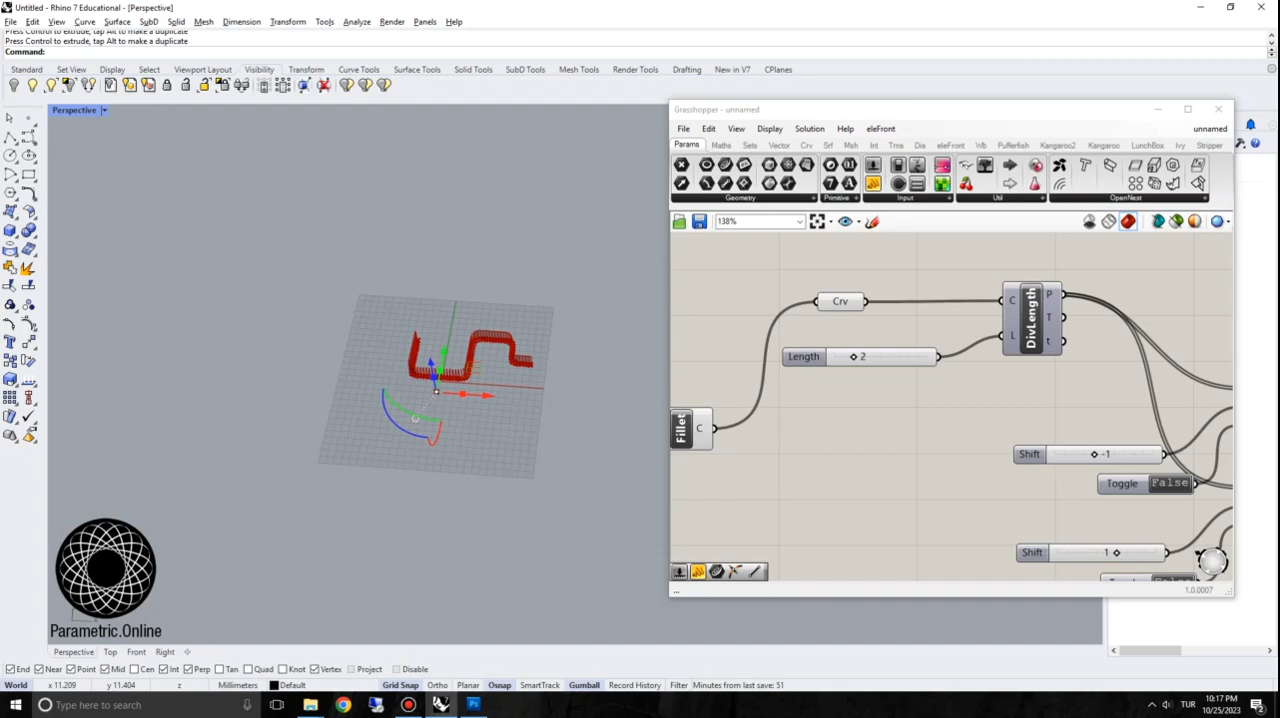 Untitled - Rhino 7 Educational - [Perspective]
File Edit View Curve Surface SubD Solid Mesh Dimension Transform Tools Analyze Render Panels Help
Press Control to extrude, tap Alt to make a duplicate
Press Control to extrude, tap Alt to make a duplicate
Command:
Standard Set View Display Select Viewport Layout Visibility Transform Curve Tools Surface Tools Solid Tools SubD Tools Mesh Tools Render Tools Drafting New in V7 CPlanes
Perspective
Grasshopper - unnamed
File Edit View Display Solution Help eleFront unnamed
Params Maths Sets Vector Crv Srf Msh Int Trns Dis eleFront Wb Pufferfish Kangaroo2 Kangaroo LunchBox Ivy Stripper
Geometry Primitive Input Util OpenNest
138%
Crv
DivLength
C L P T t
Length 2
Fillet C
Shift -1
Toggle False
Shift 1
...
1.0.0007
Parametric.Online
Perspective Top Front Right
End Near Point Mid Cen Int Perp Tan Quad Knot Vertex Project Disable
World x 11.209 y 11.404 z Millimeters Default Grid Snap Ortho Planar Osnap SmartTrack Gumball Record History Filter Minutes from last save: 51
Type here to search
TUR
10:17 PM
10/25/2023
2